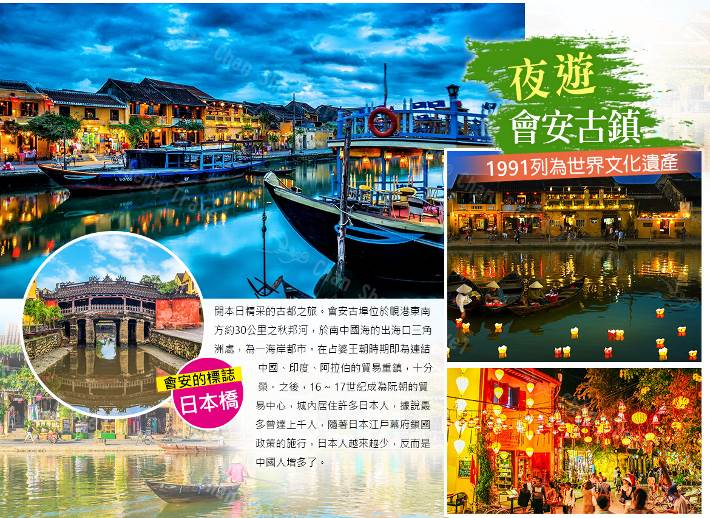 夜遊
會安古鎮
1991列為世界文化遺產
開本日精采的古都之旅。會安古埠位於峴港東南
方約30公里之秋邦河，於南中國海的出海口三角
洲處，為一海岸都市。在占婆王朝時期即為連結
中國、印度、阿拉伯的貿易重鎮，十分
榮。之後，16～17世紀成為阮朝的貿
易中心，城內居住許多日本人，據說最
多曾達上千人，隨著日本江戶幕府鎖國
政策的施行，日本人越來越少，反而是
中國人增多了。
會安的標誌
日本橋